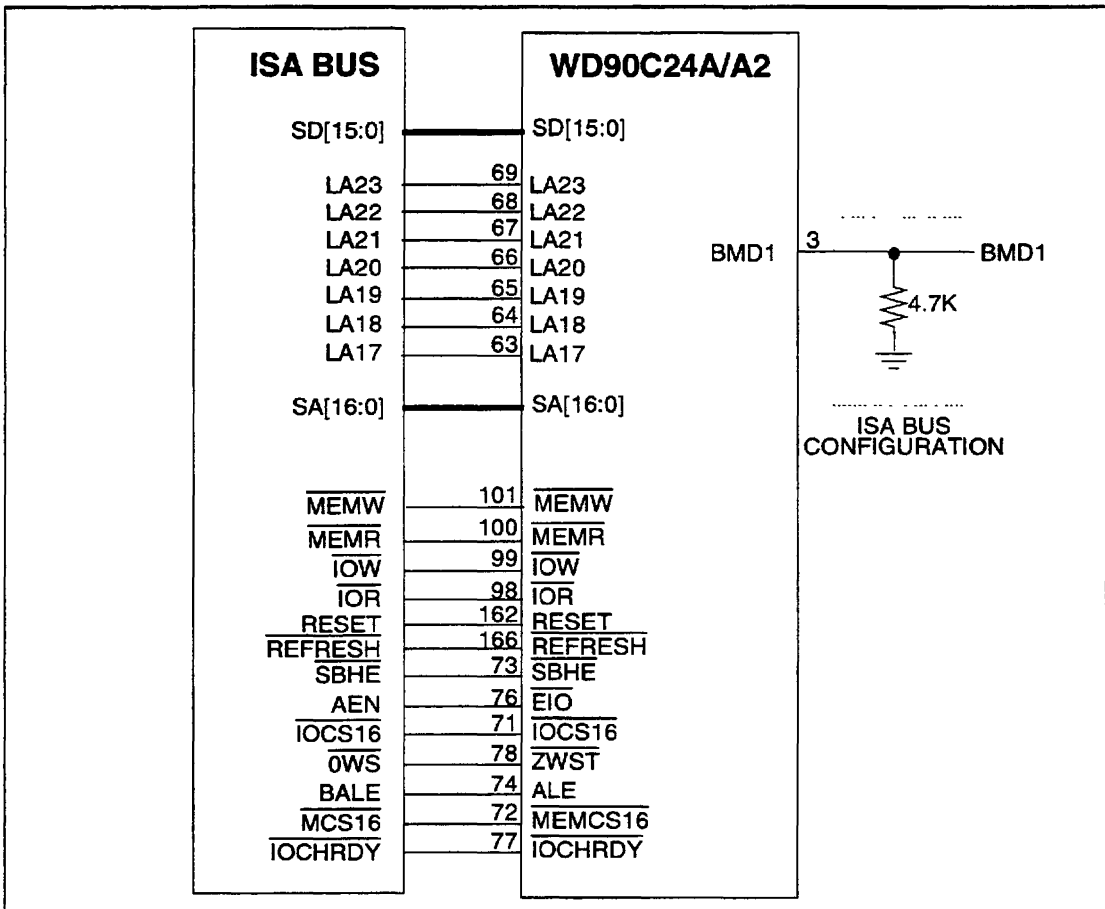 ISA BUS WD90C24A/A2
SD[15:0] SD[15:0]
LA23 69 LA23
LA22 68 LA22
LA21 67 LA21
LA20 66 LA20
LA19 65 LA19
LA18 64 LA18
LA17 63 LA17
BMD1 3 BMD1
4.7K
SA[16:0] SA[16:0]
ISA BUS
CONFIGURATION
MEMW 101 MEMW
MEMR 100 MEMR
IOW 99 IOW
IOR 98 IOR
RESET 162 RESET
REFRESH 166 REFRESH
SBHE 73 SBHE
AEN 76 EIO
IOCS16 71 IOCS16
0WS 78 ZWST
BALE 74 ALE
MCS16 72 MEMCS16
IOCHRDY 77 IOCHRDY